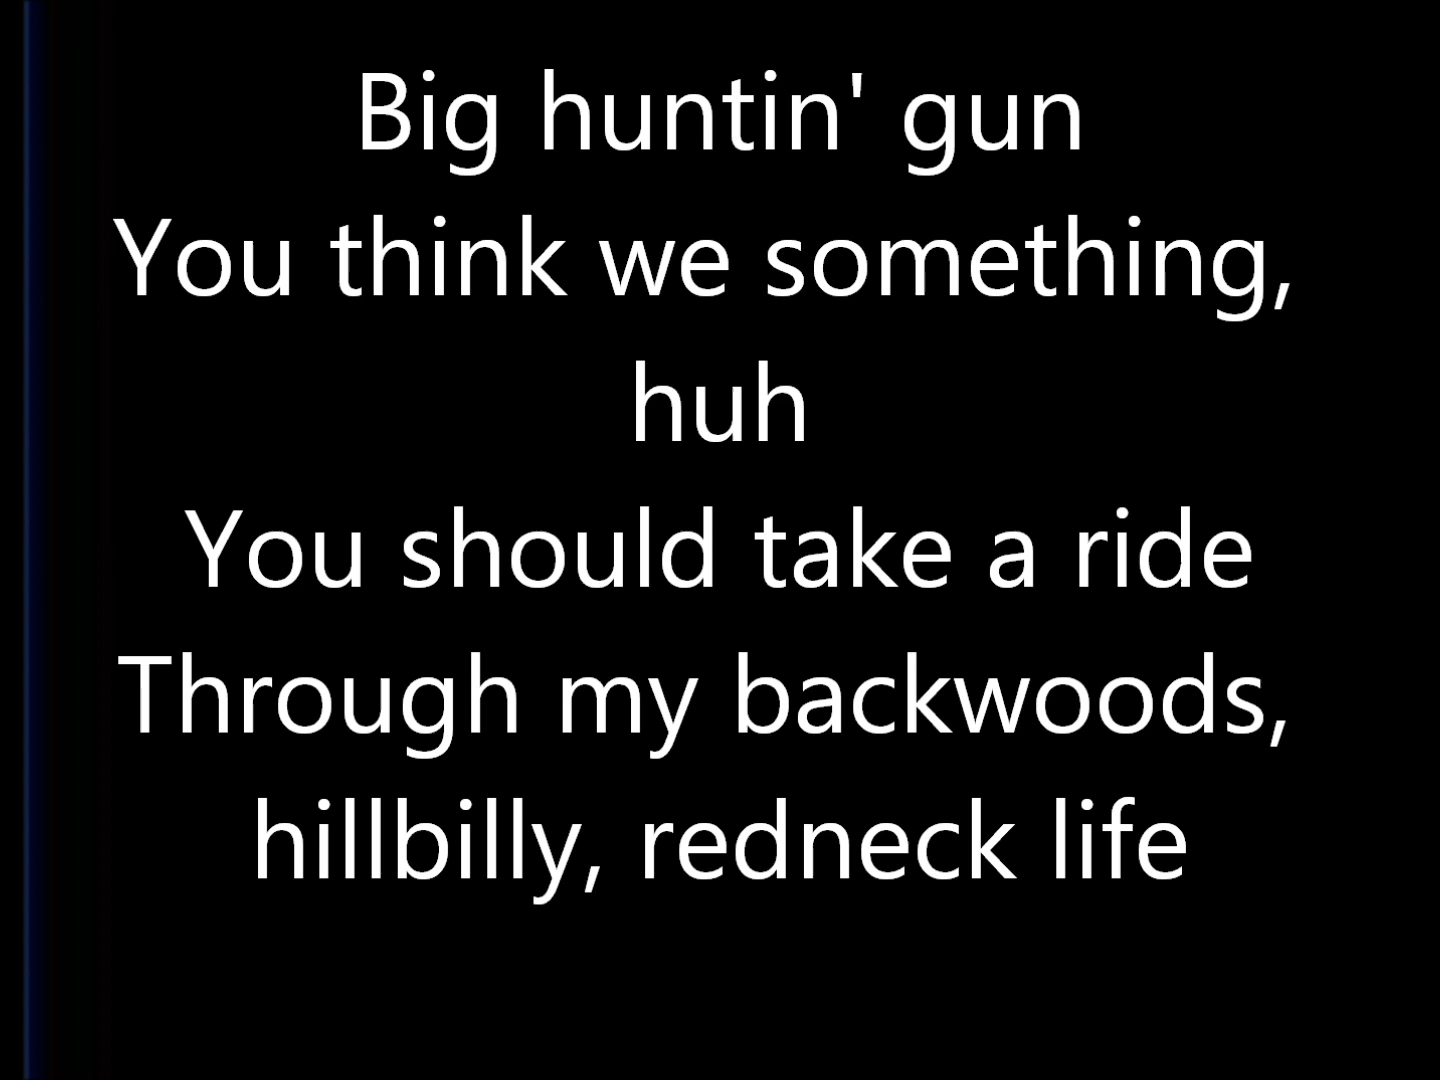 Big huntin' gun
You think we something,
huh
You should take a ride
Through my backwoods,
hillbilly, redneck life